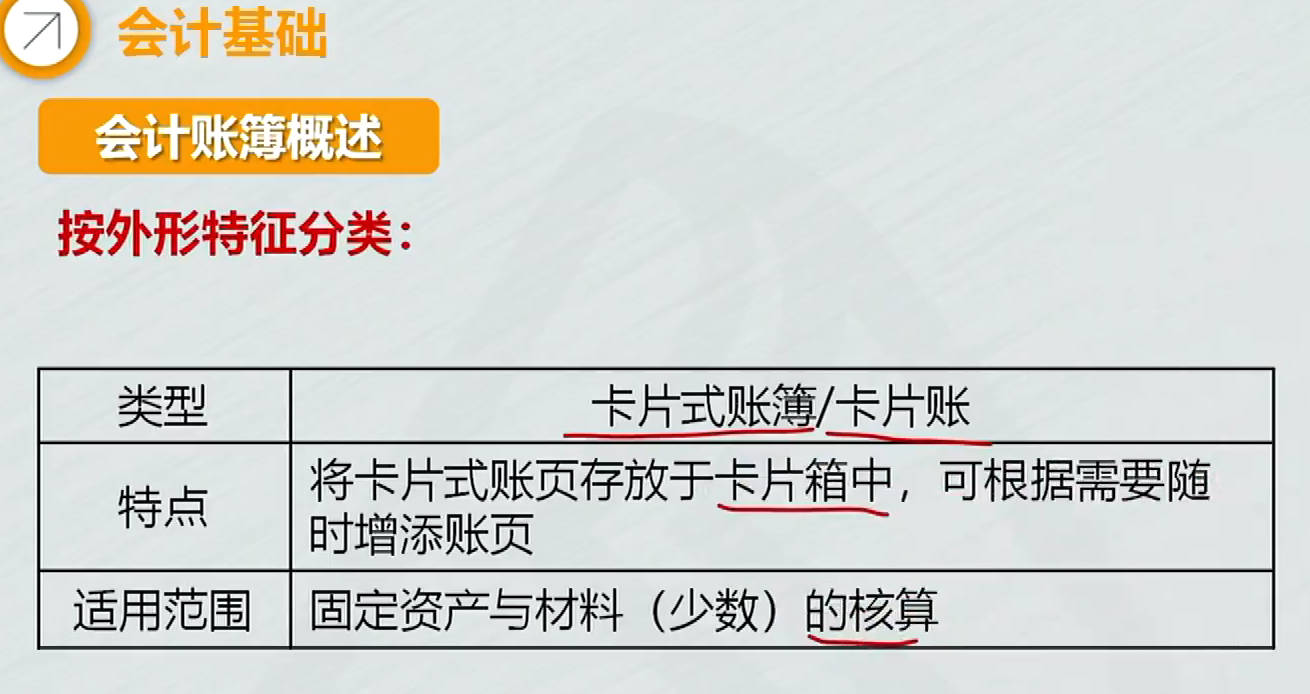 会计基础
会计账簿概述
按外形特征分类：
类型
卡片式账簿/卡片账
特点
将卡片式账页存放于卡片箱中，可根据需要随
时增添账页
适用范围
固定资产与材料（少数）的核算